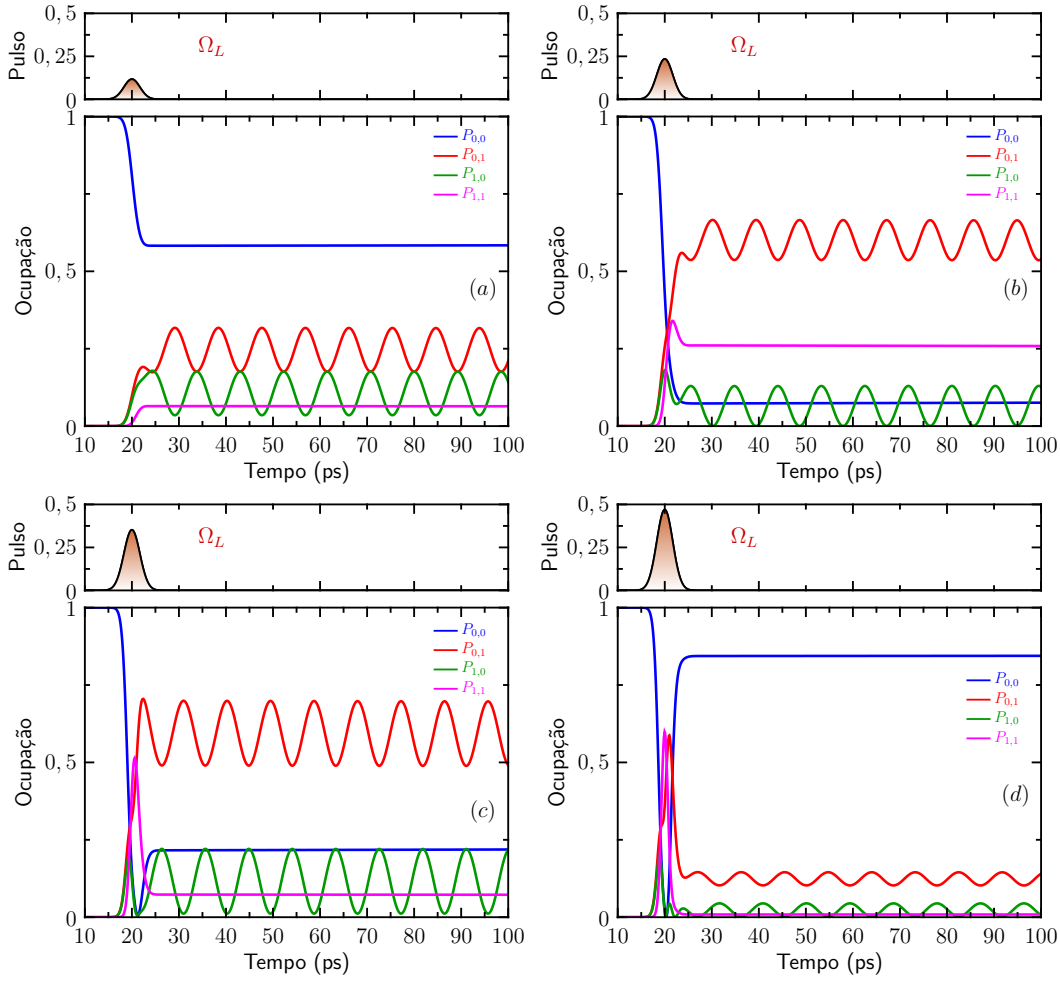 0, 5
0, 25
0
Pulso
Ω_L
1
0, 5
0
Ocupação
P_{0,0}
P_{0,1}
P_{1,0}
P_{1,1}
(a)
10 20 30 40 50 60 70 80 90 100
Tempo (ps)
0, 5
0, 25
0
Pulso
Ω_L
1
0, 5
0
Ocupação
P_{0,0}
P_{0,1}
P_{1,0}
P_{1,1}
(b)
10 20 30 40 50 60 70 80 90 100
Tempo (ps)
0, 5
0, 25
0
Pulso
Ω_L
1
0, 5
0
Ocupação
P_{0,0}
P_{0,1}
P_{1,0}
P_{1,1}
(c)
10 20 30 40 50 60 70 80 90 100
Tempo (ps)
0, 5
0, 25
0
Pulso
Ω_L
1
0, 5
0
Ocupação
P_{0,0}
P_{0,1}
P_{1,0}
P_{1,1}
(d)
10 20 30 40 50 60 70 80 90 100
Tempo (ps)